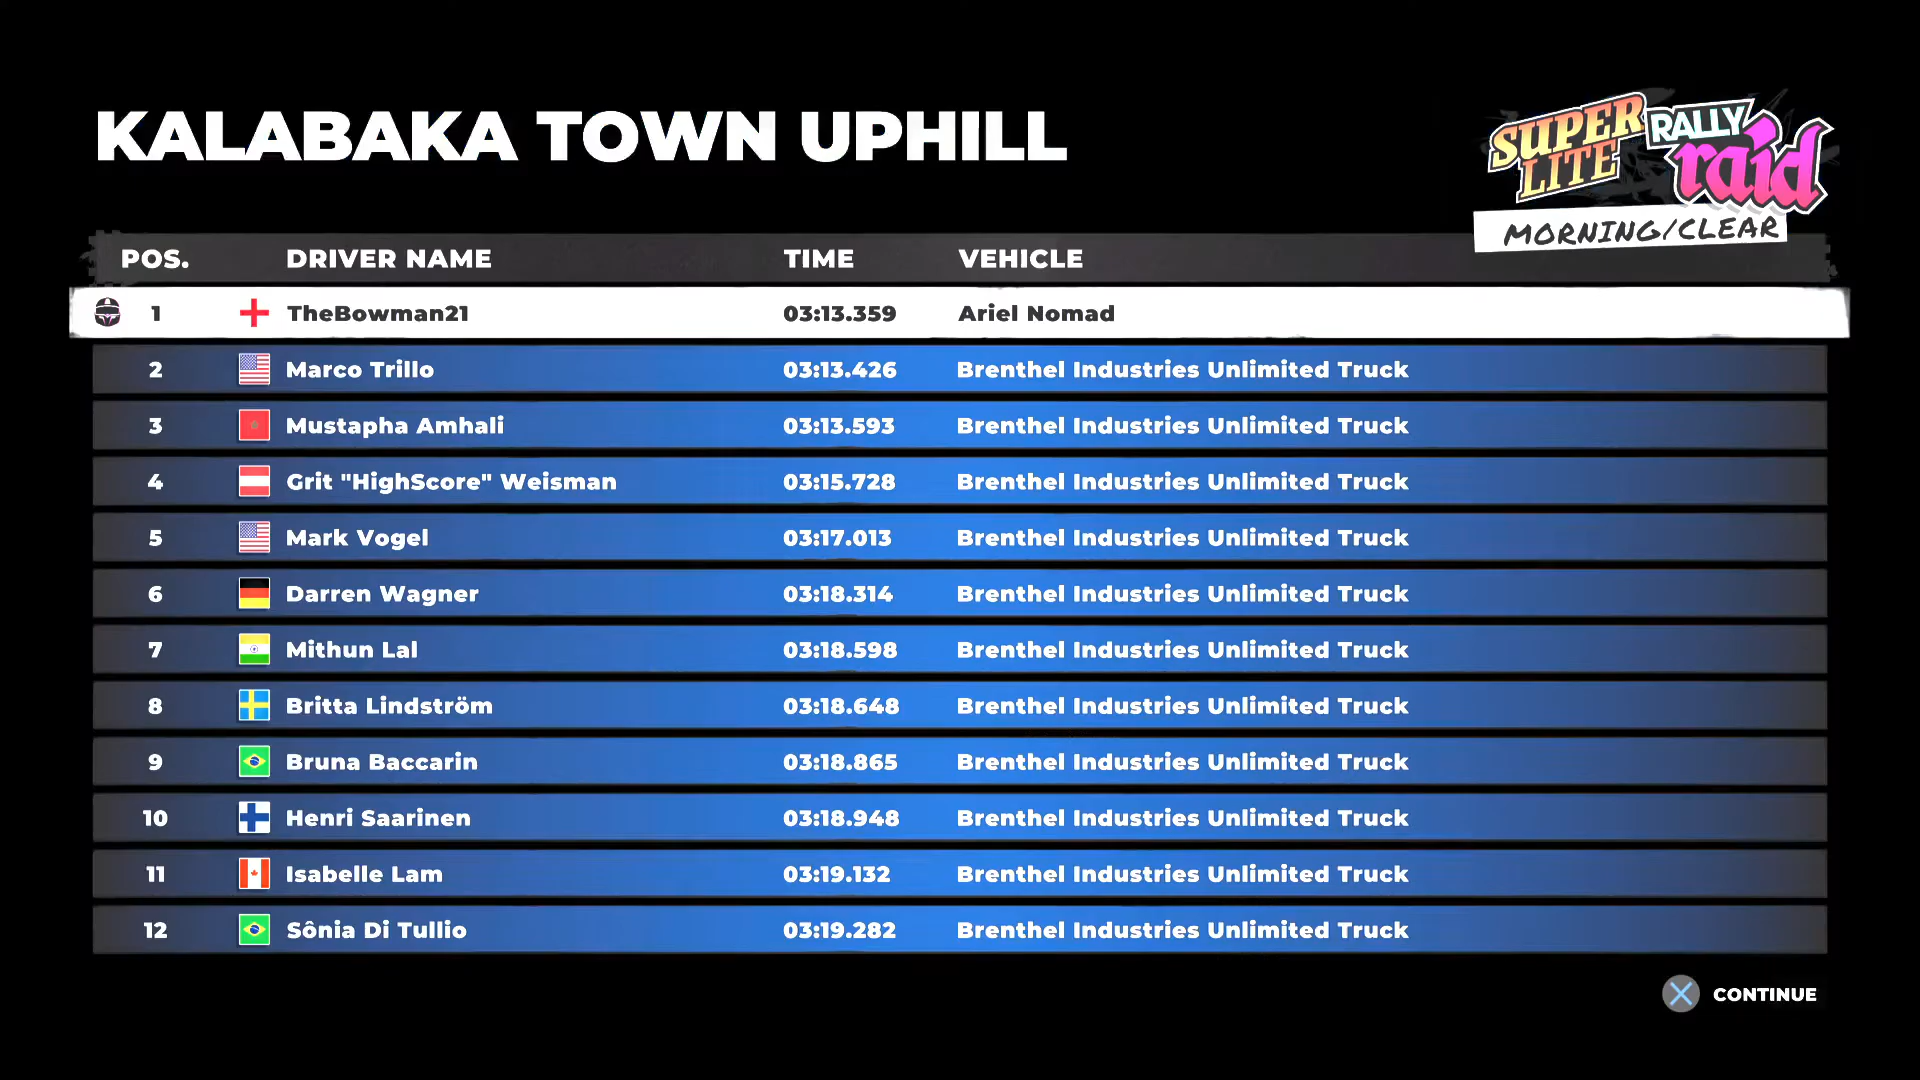 KALABAKA TOWN UPHILL
SUPER LITE RALLY raid
MORNING/CLEAR
POS. DRIVER NAME TIME VEHICLE
1 TheBowman21 03:13.359 Ariel Nomad
2 Marco Trillo 03:13.426 Brenthel Industries Unlimited Truck
3 Mustapha Amhali 03:13.593 Brenthel Industries Unlimited Truck
4 Grit "HighScore" Weisman 03:15.728 Brenthel Industries Unlimited Truck
5 Mark Vogel 03:17.013 Brenthel Industries Unlimited Truck
6 Darren Wagner 03:18.314 Brenthel Industries Unlimited Truck
7 Mithun Lal 03:18.598 Brenthel Industries Unlimited Truck
8 Britta Lindström 03:18.648 Brenthel Industries Unlimited Truck
9 Bruna Baccarin 03:18.865 Brenthel Industries Unlimited Truck
10 Henri Saarinen 03:18.948 Brenthel Industries Unlimited Truck
11 Isabelle Lam 03:19.132 Brenthel Industries Unlimited Truck
12 Sônia Di Tullio 03:19.282 Brenthel Industries Unlimited Truck
CONTINUE